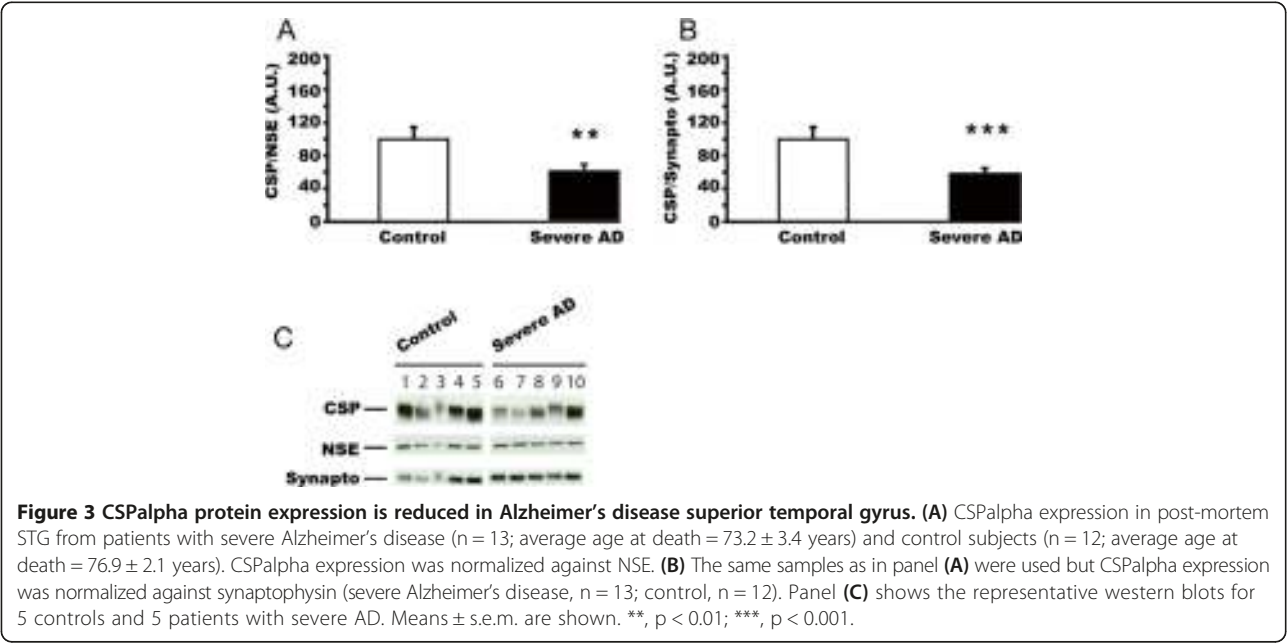 A
B
200
160
120
80
40
0
CSP/NSE (A.U.)
**
Control Severe AD
200
160
120
80
40
0
CSP/Synapto (A.U.)
***
Control Severe AD
C
Control Severe AD
1 2 3 4 5 6 7 8 9 10
CSP
NSE
Synapto
Figure 3 CSPalpha protein expression is reduced in Alzheimer's disease superior temporal gyrus. (A) CSPalpha expression in post-mortem
STG from patients with severe Alzheimer's disease (n = 13; average age at death = 73.2 ± 3.4 years) and control subjects (n = 12; average age at
death = 76.9 ± 2.1 years). CSPalpha expression was normalized against NSE. (B) The same samples as in panel (A) were used but CSPalpha expression
was normalized against synaptophysin (severe Alzheimer's disease, n = 13; control, n = 12). Panel (C) shows the representative western blots for
5 controls and 5 patients with severe AD. Means ± s.e.m. are shown. **, p < 0.01; ***, p < 0.001.